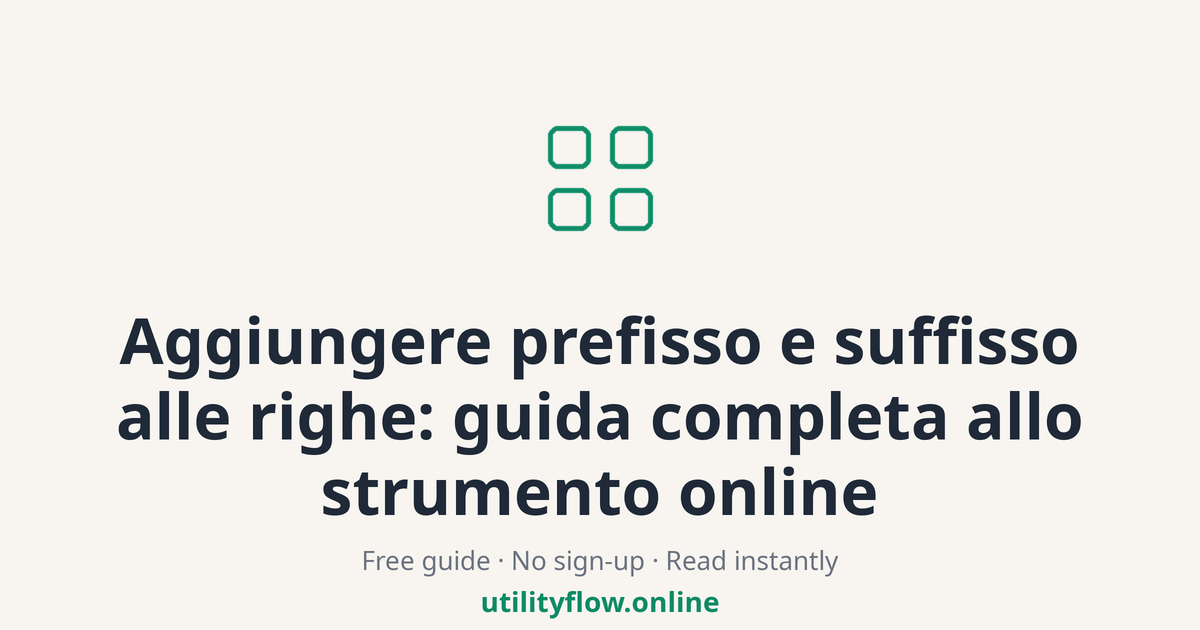 Aggiungere prefisso e suffisso
alle righe: guida completa allo
strumento online
Free guide · No sign-up · Read instantly
utilityflow.online